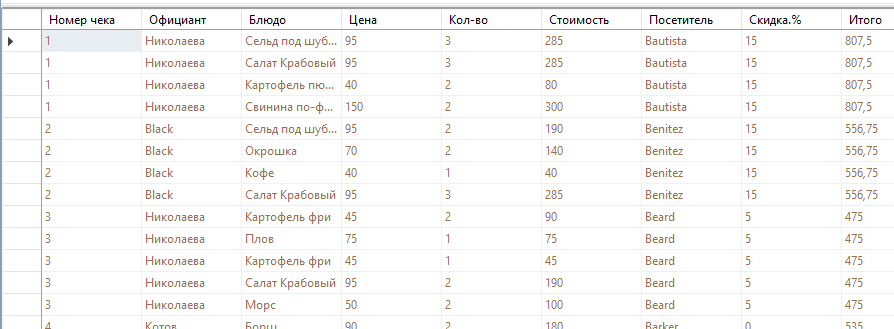 Номер чека Официант Блюдо Цена Кол-во Стоимость Посетитель Скидка.% Итого
1 Николаева Сельд под шуб... 95 3 285 Bautista 15 807,5
1 Николаева Салат Крабовый 95 3 285 Bautista 15 807,5
1 Николаева Картофель пю... 40 2 80 Bautista 15 807,5
1 Николаева Свинина по-ф... 150 2 300 Bautista 15 807,5
2 Black Сельд под шуб... 95 2 190 Benitez 15 556,75
2 Black Окрошка 70 2 140 Benitez 15 556,75
2 Black Кофе 40 1 40 Benitez 15 556,75
2 Black Салат Крабовый 95 3 285 Benitez 15 556,75
3 Николаева Картофель фри 45 2 90 Beard 5 475
3 Николаева Плов 75 1 75 Beard 5 475
3 Николаева Картофель фри 45 1 45 Beard 5 475
3 Николаева Салат Крабовый 95 2 190 Beard 5 475
3 Николаева Морс 50 2 100 Beard 5 475
4 Котов Борщ 90 2 180 Barker 0 535